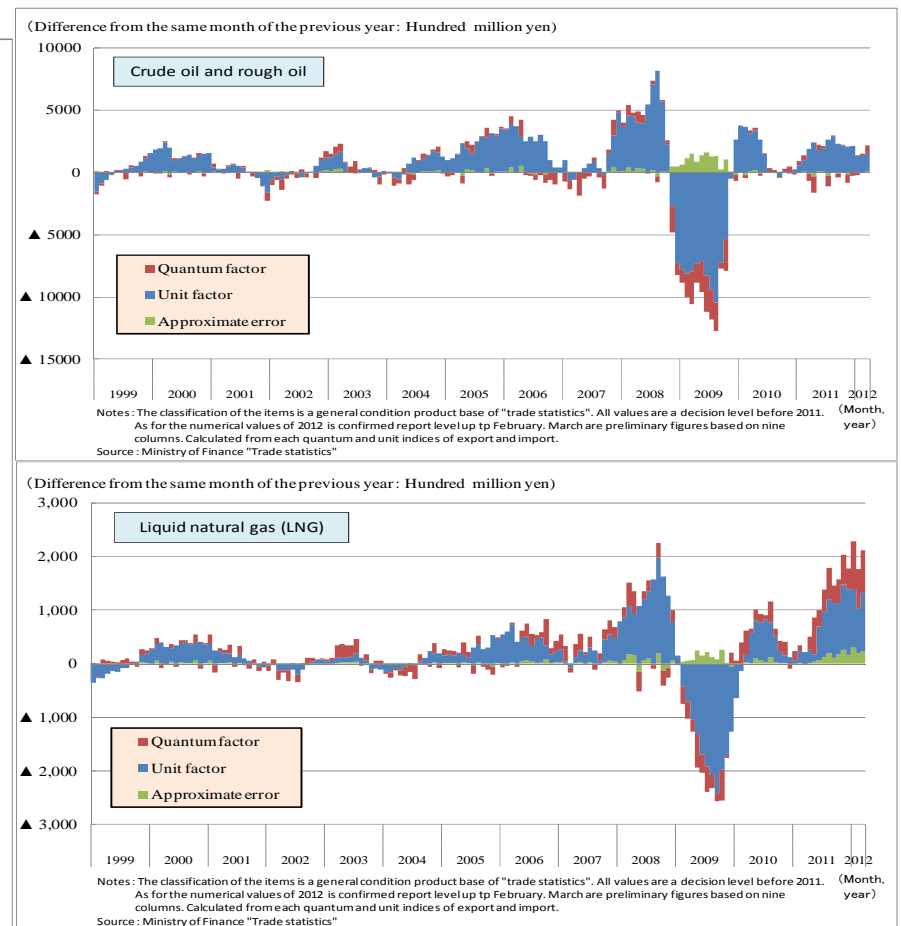 (Difference from the same month of the previous year: Hundred million yen)
10000
Crude oil and rough oil
5000
0
▲ 5000
Quantum factor
Unit factor
▲ 10000
Approximate error
▲ 15000
1999 2000 2001 2002 2003 2004 2005 2006 2007 2008 2009 2010 2011 2012
(Month, year)
Notes : The classification of the items is a general condition product base of "trade statistics". All values are a decision level before 2011.
As for the numerical values of 2012 is confirmed report level up tp February. March are preliminary figures based on nine
columns. Calculated from each quantum and unit indices of export and import.
Source : Ministry of Finance "Trade statistics"
(Difference from the same month of the previous year: Hundred million yen)
3,000
Liquid natural gas (LNG)
2,000
1,000
0
▲ 1,000
Quantum factor
▲ 2,000
Unit factor
Approximate error
▲ 3,000
1999 2000 2001 2002 2003 2004 2005 2006 2007 2008 2009 2010 2011 2012
(Month, year)
Notes : The classification of the items is a general condition product base of "trade statistics". All values are a decision level before 2011.
As for the numerical values of 2012 is confirmed report level up tp February. March are preliminary figures based on nine
columns. Calculated from each quantum and unit indices of export and import.
Source : Ministry of Finance "Trade statistics"